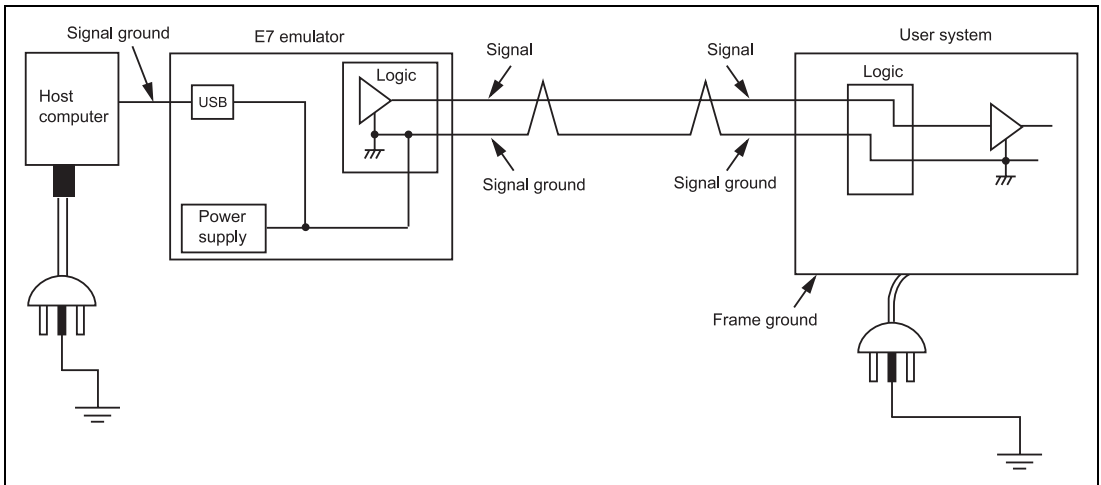 Signal ground
E7 emulator
User system
Host
computer
USB
Logic
Signal
Signal
Logic
Signal ground
Signal ground
Power
supply
Frame ground